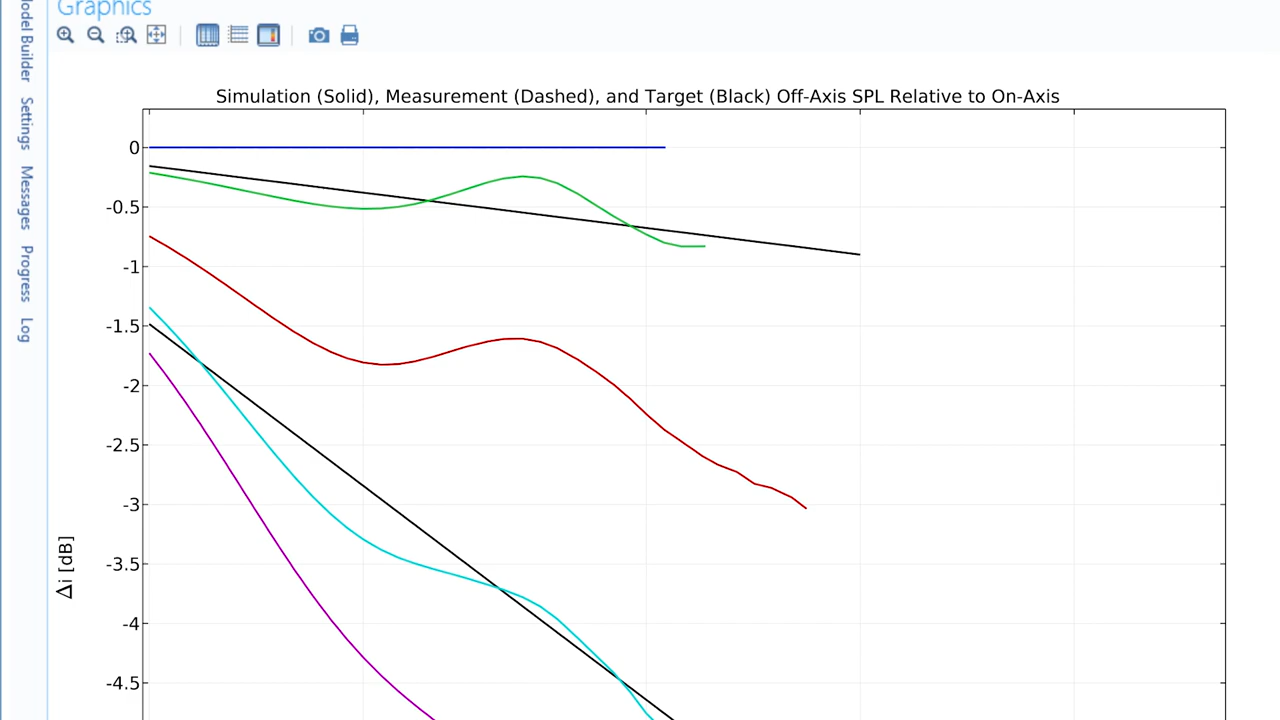 Graphics
Model Builder
Settings
Messages
Progress
Log
Simulation (Solid), Measurement (Dashed), and Target (Black) Off-Axis SPL Relative to On-Axis
0
-0.5
-1
-1.5
-2
-2.5
-3
-3.5
-4
-4.5
Δi [dB]